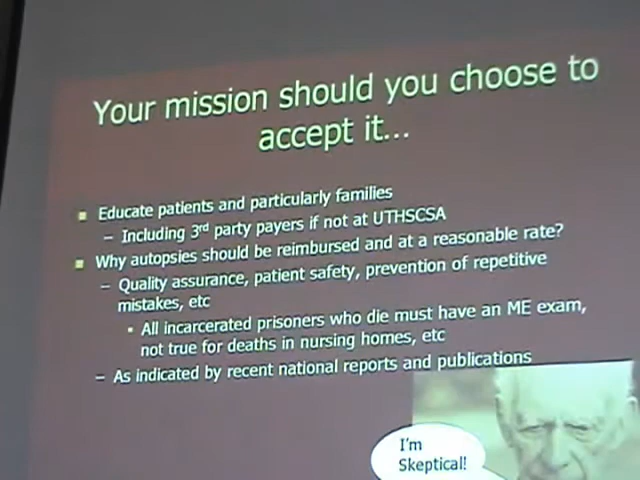 Your mission should you choose to
accept it...
Educate patients and particularly families
– Including 3rd party payers if not at UTHSCSA
Why autopsies should be reimbursed and at a reasonable rate?
– Quality assurance, patient safety, prevention of repetitive
mistakes, etc
All incarcerated prisoners who die must have an ME exam,
not true for deaths in nursing homes, etc
– As indicated by recent national reports and publications
I'm
Skeptical!